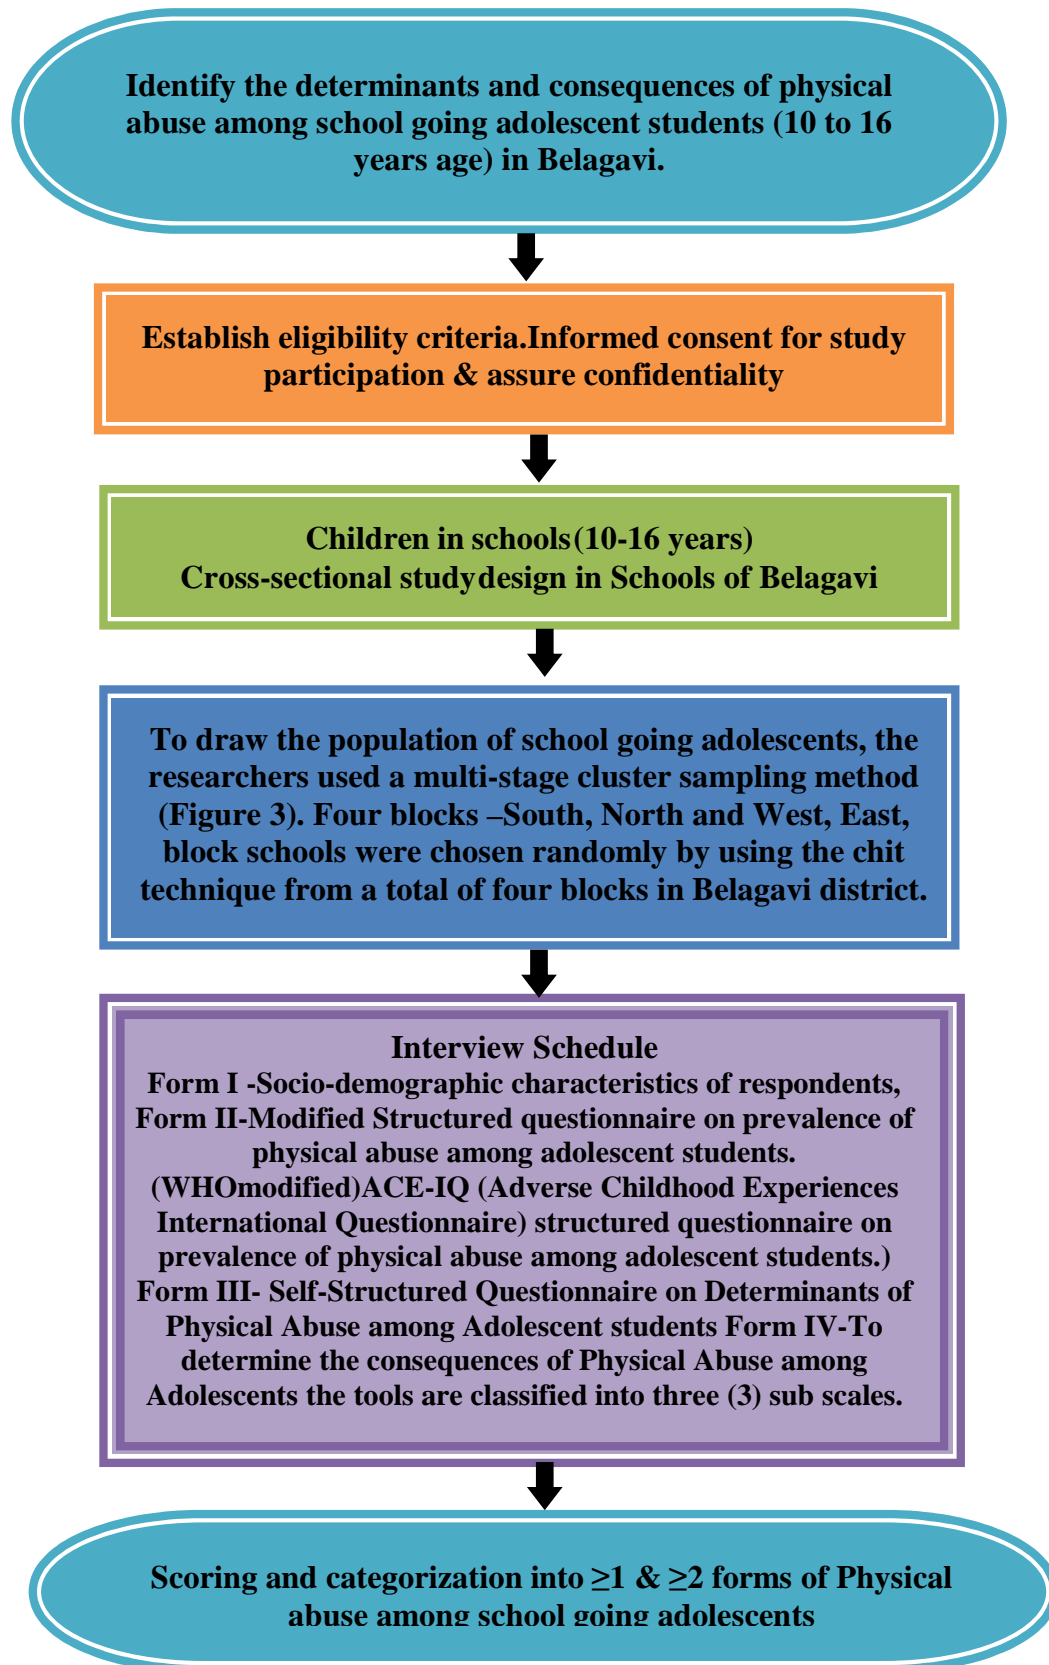 Identify the determinants and consequences of physical
abuse among school going adolescent students (10 to 16
years age) in Belagavi.
Establish eligibility criteria.Informed consent for study
participation & assure confidentiality
Children in schools (10-16 years)
Cross-sectional studydesign in Schools of Belagavi
To draw the population of school going adolescents, the
researchers used a multi-stage cluster sampling method
(Figure 3). Four blocks –South, North and West, East,
block schools were chosen randomly by using the chit
technique from a total of four blocks in Belagavi district.
Interview Schedule
Form I -Socio-demographic characteristics of respondents,
Form II-Modified Structured questionnaire on prevalence of
physical abuse among adolescent students.
(WHOmodified)ACE-IQ (Adverse Childhood Experiences
International Questionnaire) structured questionnaire on
prevalence of physical abuse among adolescent students.)
Form III- Self-Structured Questionnaire on Determinants of
Physical Abuse among Adolescent students Form IV-To
determine the consequences of Physical Abuse among
Adolescents the tools are classified into three (3) sub scales.
Scoring and categorization into ≥1 & ≥2 forms of Physical
abuse among school going adolescents